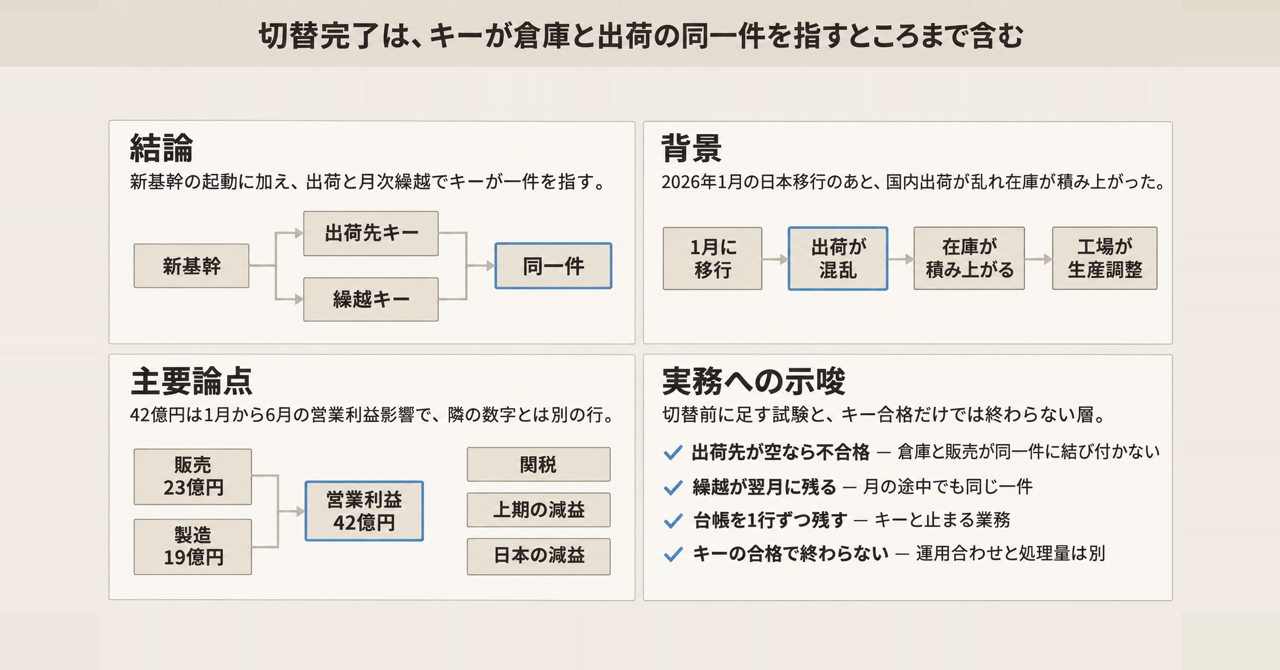 切替完了は、キーが倉庫と出荷の同一件を指すところまで含む
結論
新基幹の起動に加え、出荷と月次繰越でキーが一件を指す。
新基幹
出荷先キー
繰越キー
同一件
背景
2026年1月の日本移行のあと、国内出荷が乱れ在庫が積み上がった。
1月に
移行
出荷が
混乱
在庫が
積み上がる
工場が
生産調整
主要論点
42億円は1月から6月の営業利益影響で、隣の数字とは別の行。
販売
23億円
製造
19億円
営業利益
42億円
関税
上期の減益
日本の減益
実務への示唆
切替前に足す試験と、キー合格だけでは終わらない層。
出荷先が空なら不合格 — 倉庫と販売が同一件に結び付かない
繰越が翌月に残る — 月の途中でも同じ一件
台帳を1行ずつ残す — キーと止まる業務
キーの合格で終わらない — 運用合わせと処理量は別